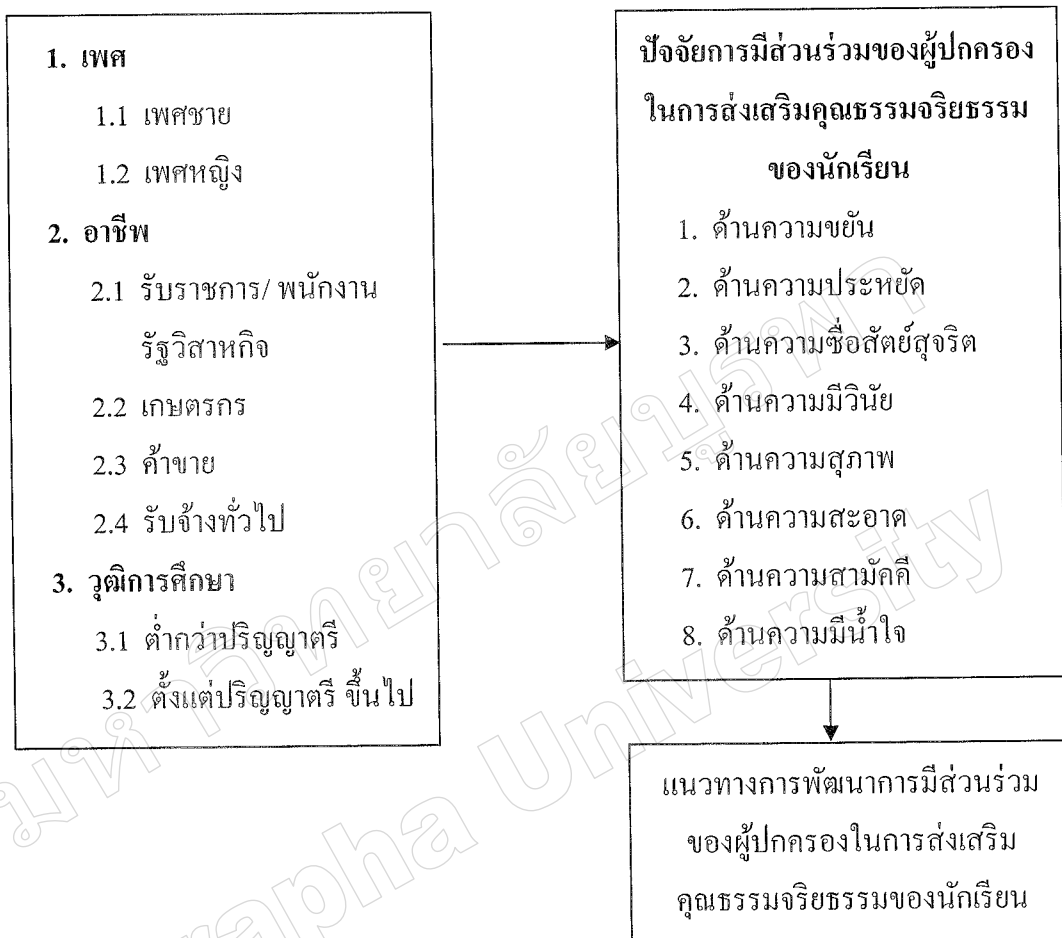 1. เพศ
1.1 เพศชาย
1.2 เพศหญิง
2. อาชีพ
2.1 รับราชการ/ พนักงาน
รัฐวิสาหกิจ
2.2 เกษตรกร
2.3 ค้าขาย
2.4 รับจ้างทั่วไป
3. วุฒิการศึกษา
3.1 ต่ำกว่าปริญญาตรี
3.2 ตั้งแต่ปริญญาตรี ขึ้นไป
ปัจจัยการมีส่วนร่วมของผู้ปกครอง
ในการส่งเสริมคุณธรรมจริยธรรม
ของนักเรียน
1. ด้านความขยัน
2. ด้านความประหยัด
3. ด้านความซื่อสัตย์สุจริต
4. ด้านความมีวินัย
5. ด้านความสุภาพ
6. ด้านความสะอาด
7. ด้านความสามัคคี
8. ด้านความมีน้ำใจ
แนวทางการพัฒนาการมีส่วนร่วม
ของผู้ปกครองในการส่งเสริม
คุณธรรมจริยธรรมของนักเรียน
มหาวิทยาลัยบูรพา
rapha University